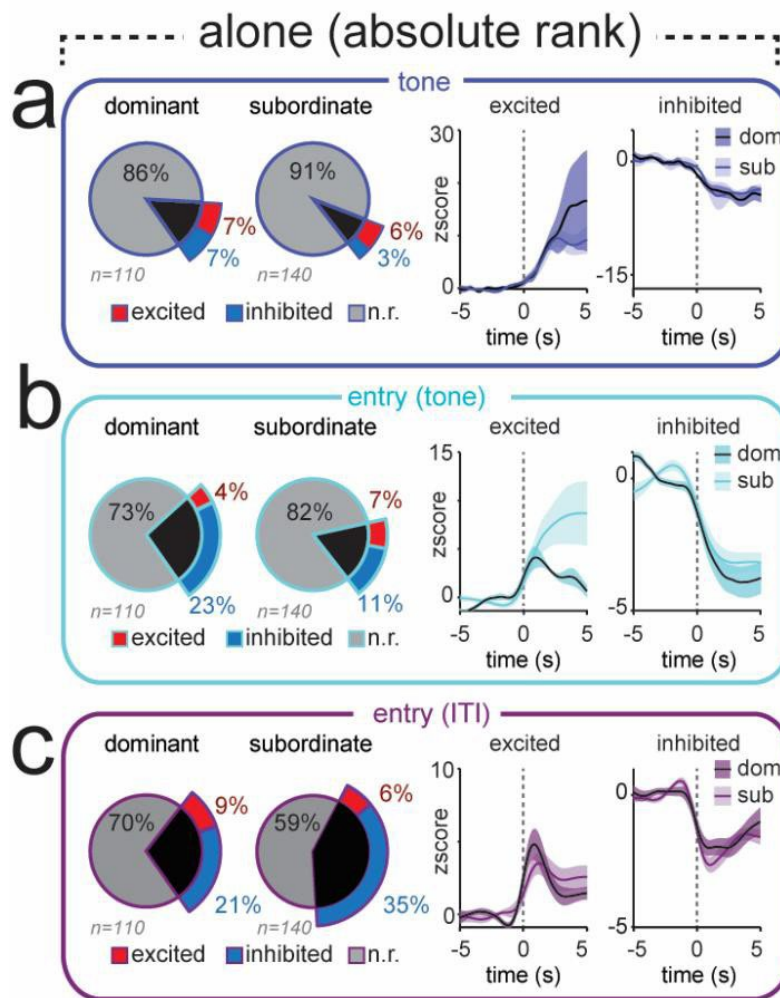 alone (absolute rank)
a
tone
dominant subordinate excited inhibited
86% 91%
7% 6%
7% 3%
n=110 n=140
excited inhibited n.r.
zscore
30
0
-5 0 5
time (s)
0
-15
-5 0 5
time (s)
dom
sub
b
entry (tone)
dominant subordinate excited inhibited
73% 82%
4% 7%
23% 11%
n=110 n=140
excited inhibited n.r.
zscore
15
0
-5 0 5
time (s)
0
-5
-5 0 5
time (s)
dom
sub
c
entry (ITI)
dominant subordinate excited inhibited
70% 59%
9% 6%
21% 35%
n=110 n=140
excited inhibited n.r.
zscore
10
0
-5 0 5
time (s)
0
-5
-5 0 5
time (s)
dom
sub